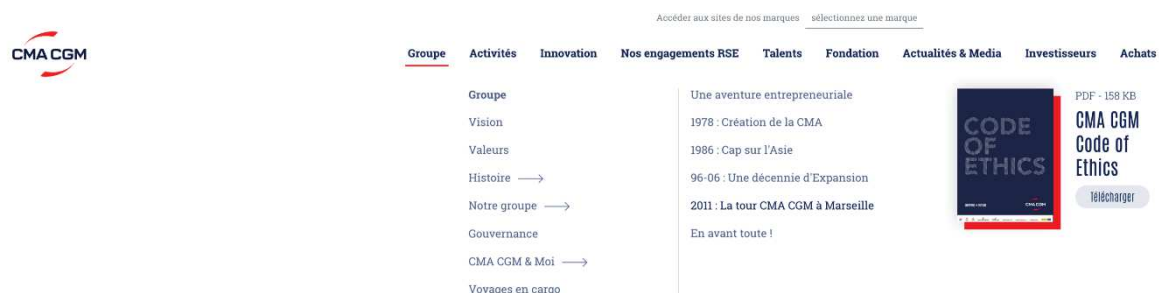 Accéder aux sites de nos marques sélectionnez une marque
CMA CGM
Groupe Activités Innovation Nos engagements RSE Talents Fondation Actualités & Media Investisseurs Achats
Groupe
Vision
Valeurs
Histoire
Notre groupe
Gouvernance
CMA CGM & Moi
Voyages en cargo
Une aventure entrepreneuriale
1978 : Création de la CMA
1986 : Cap sur l'Asie
96-06 : Une décennie d'Expansion
2011 : La tour CMA CGM à Marseille
En avant toute !
CODE
OF
ETHICS
CMA CGM
PDF - 158 KB
CMA CGM
Code of
Ethics
Télécharger